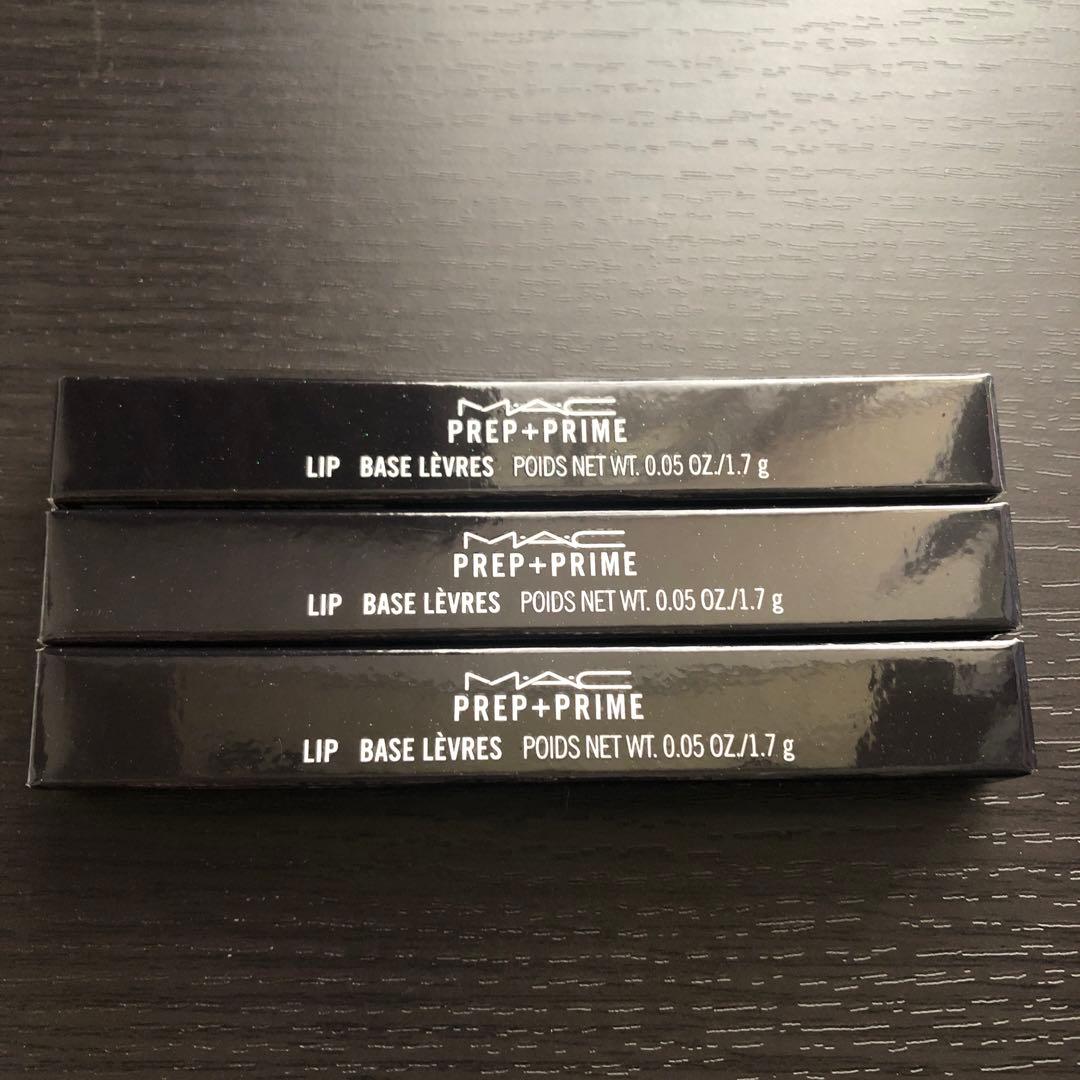 M·A·C
PREP+PRIME
LIP BASE LÈVRES POIDS NET WT. 0.05 OZ./1.7 g
M·A·C
PREP+PRIME
LIP BASE LÈVRES POIDS NET WT. 0.05 OZ./1.7 g
M·A·C
PREP+PRIME
LIP BASE LÈVRES POIDS NET WT. 0.05 OZ./1.7 g